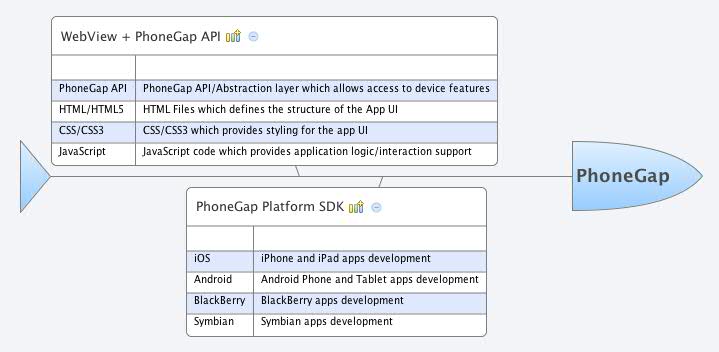 WebView + PhoneGap API
PhoneGap API PhoneGap API/Abstraction layer which allows access to device features
HTML/HTML5 HTML Files which defines the structure of the App UI
CSS/CSS3 CSS/CSS3 which provides styling for the app UI
JavaScript JavaScript code which provides application logic/interaction support
PhoneGap
PhoneGap Platform SDK
iOS iPhone and iPad apps development
Android Android Phone and Tablet apps development
BlackBerry BlackBerry apps development
Symbian Symbian apps development